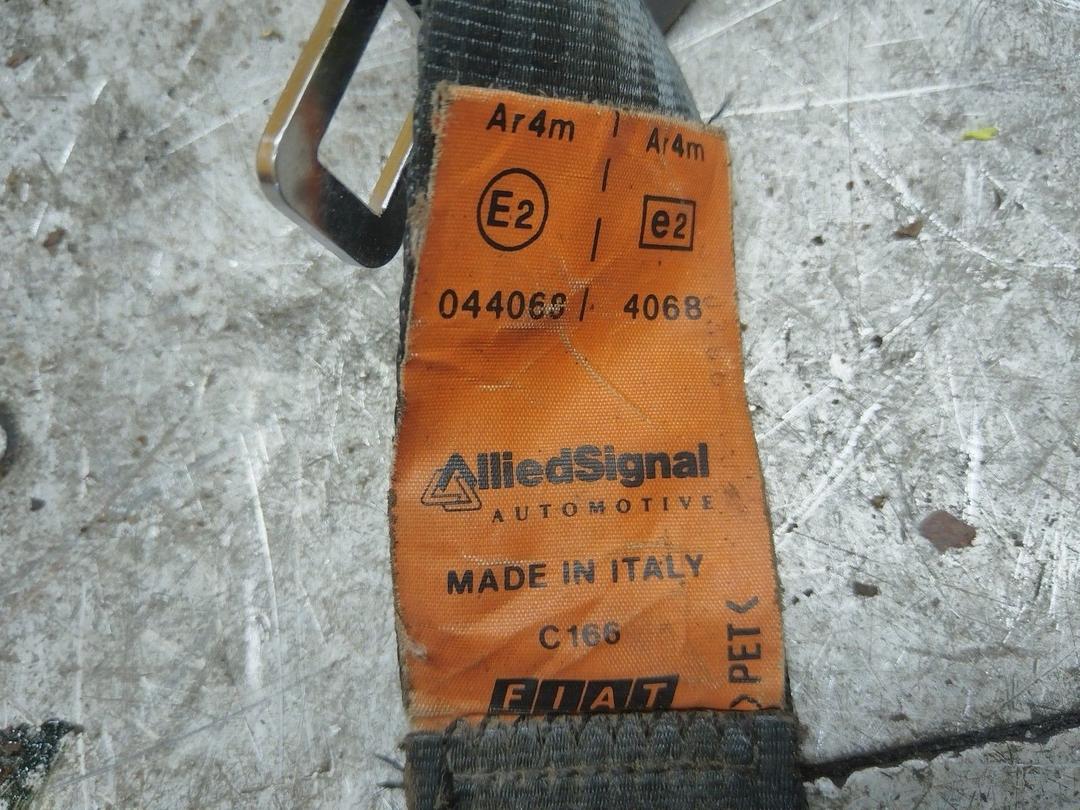 Ar4m Ar4m
E2 e2
044068 / 4068
AlliedSignal
AUTOMOTIVE
MADE IN ITALY
C166
FIAT
>PET<